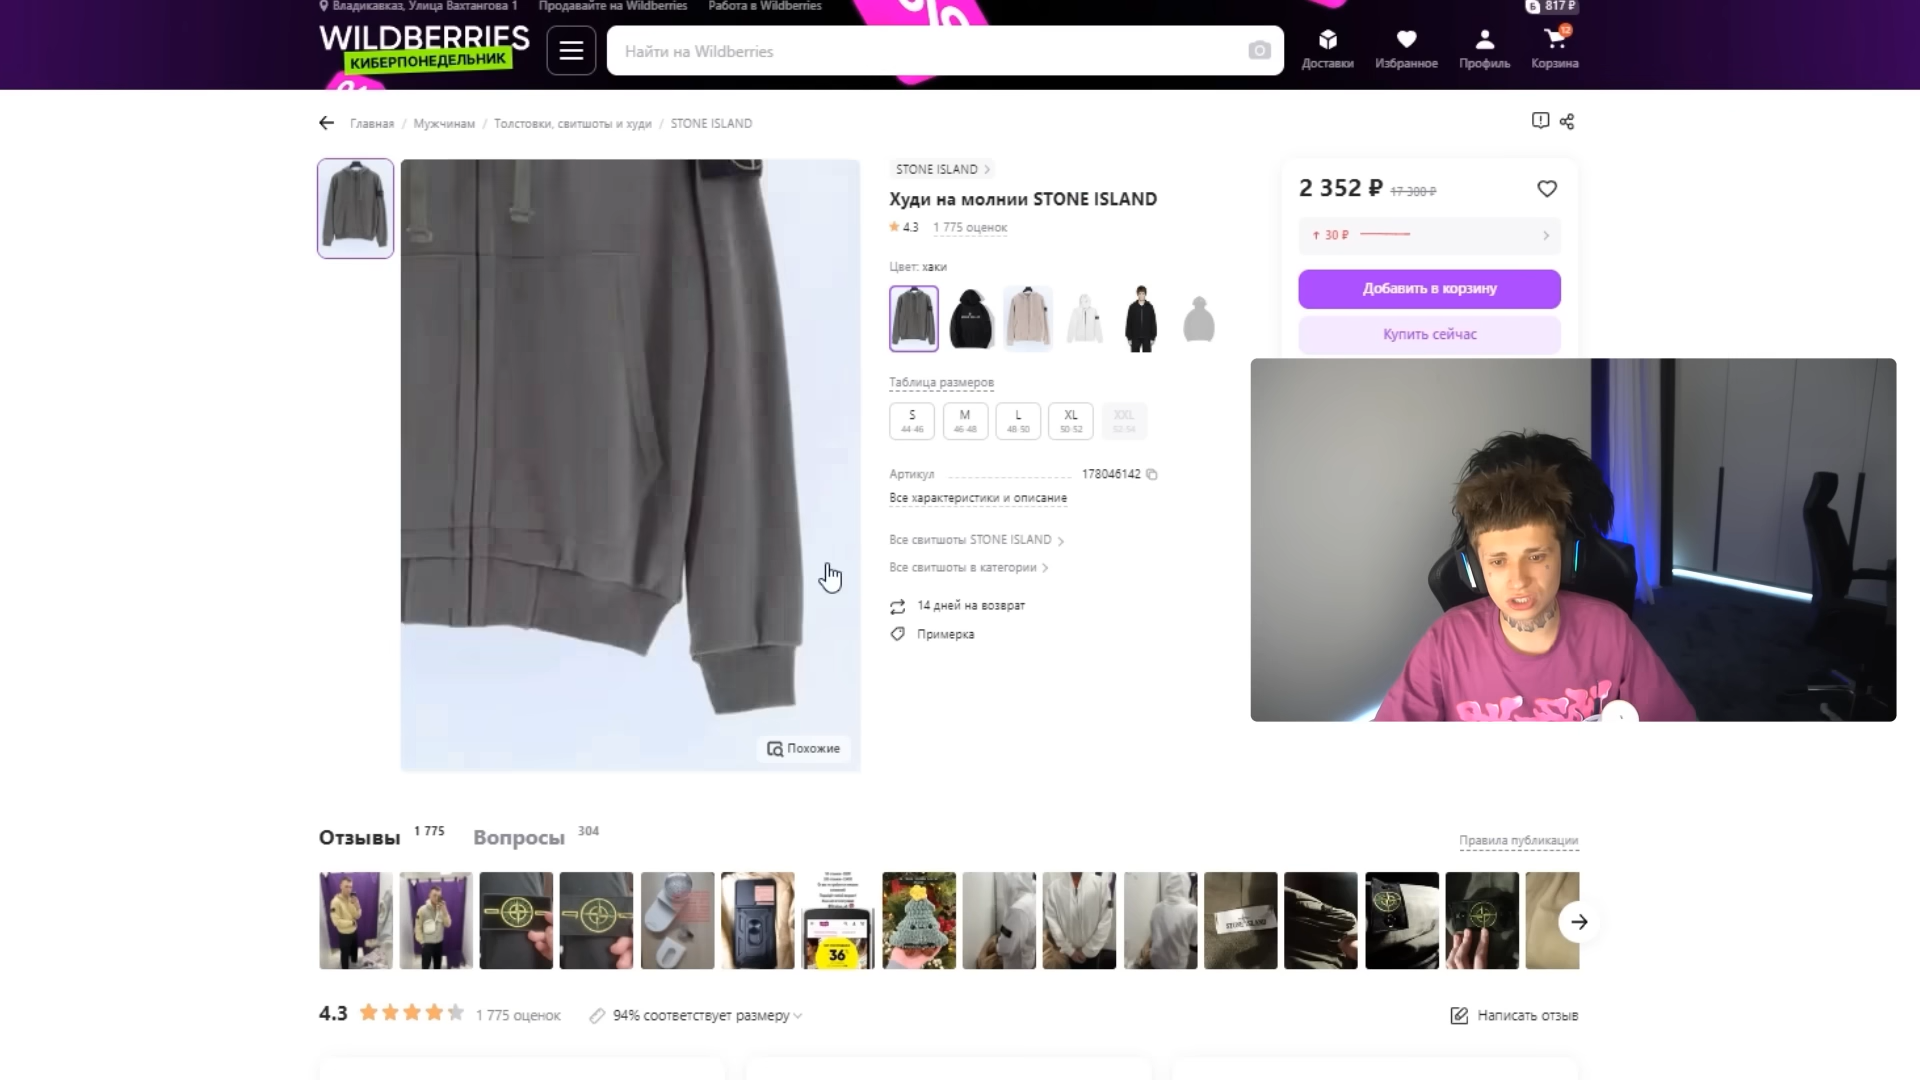 Владикавказ, Улица Вахтангова 1
Продавайте на Wildberries
Работа в Wildberries
817 ₽
WILDBERRIES
КИБЕРПОНЕДЕЛЬНИК
Найти на Wildberries
Доставки
Избранное
Профиль
Корзина
Главная / Мужчинам / Толстовки, свитшоты и худи / STONE ISLAND
STONE ISLAND
Худи на молнии STONE ISLAND
4.3 1 775 оценок
Цвет: хаки
Таблица размеров
S M L XL XXL
44-46 46-48 48-50 50-52 52-54
Артикул 178046142
Все характеристики и описание
Все свитшоты STONE ISLAND
Все свитшоты в категории
14 дней на возврат
Примерка
2 352 ₽ 17 300 ₽
30 ₽
Добавить в корзину
Купить сейчас
Похожие
Отзывы 1 775 Вопросы 304
Правила публикации
STONE ISLAND
36
4.3 1 775 оценок 94% соответствует размеру
Написать отзыв